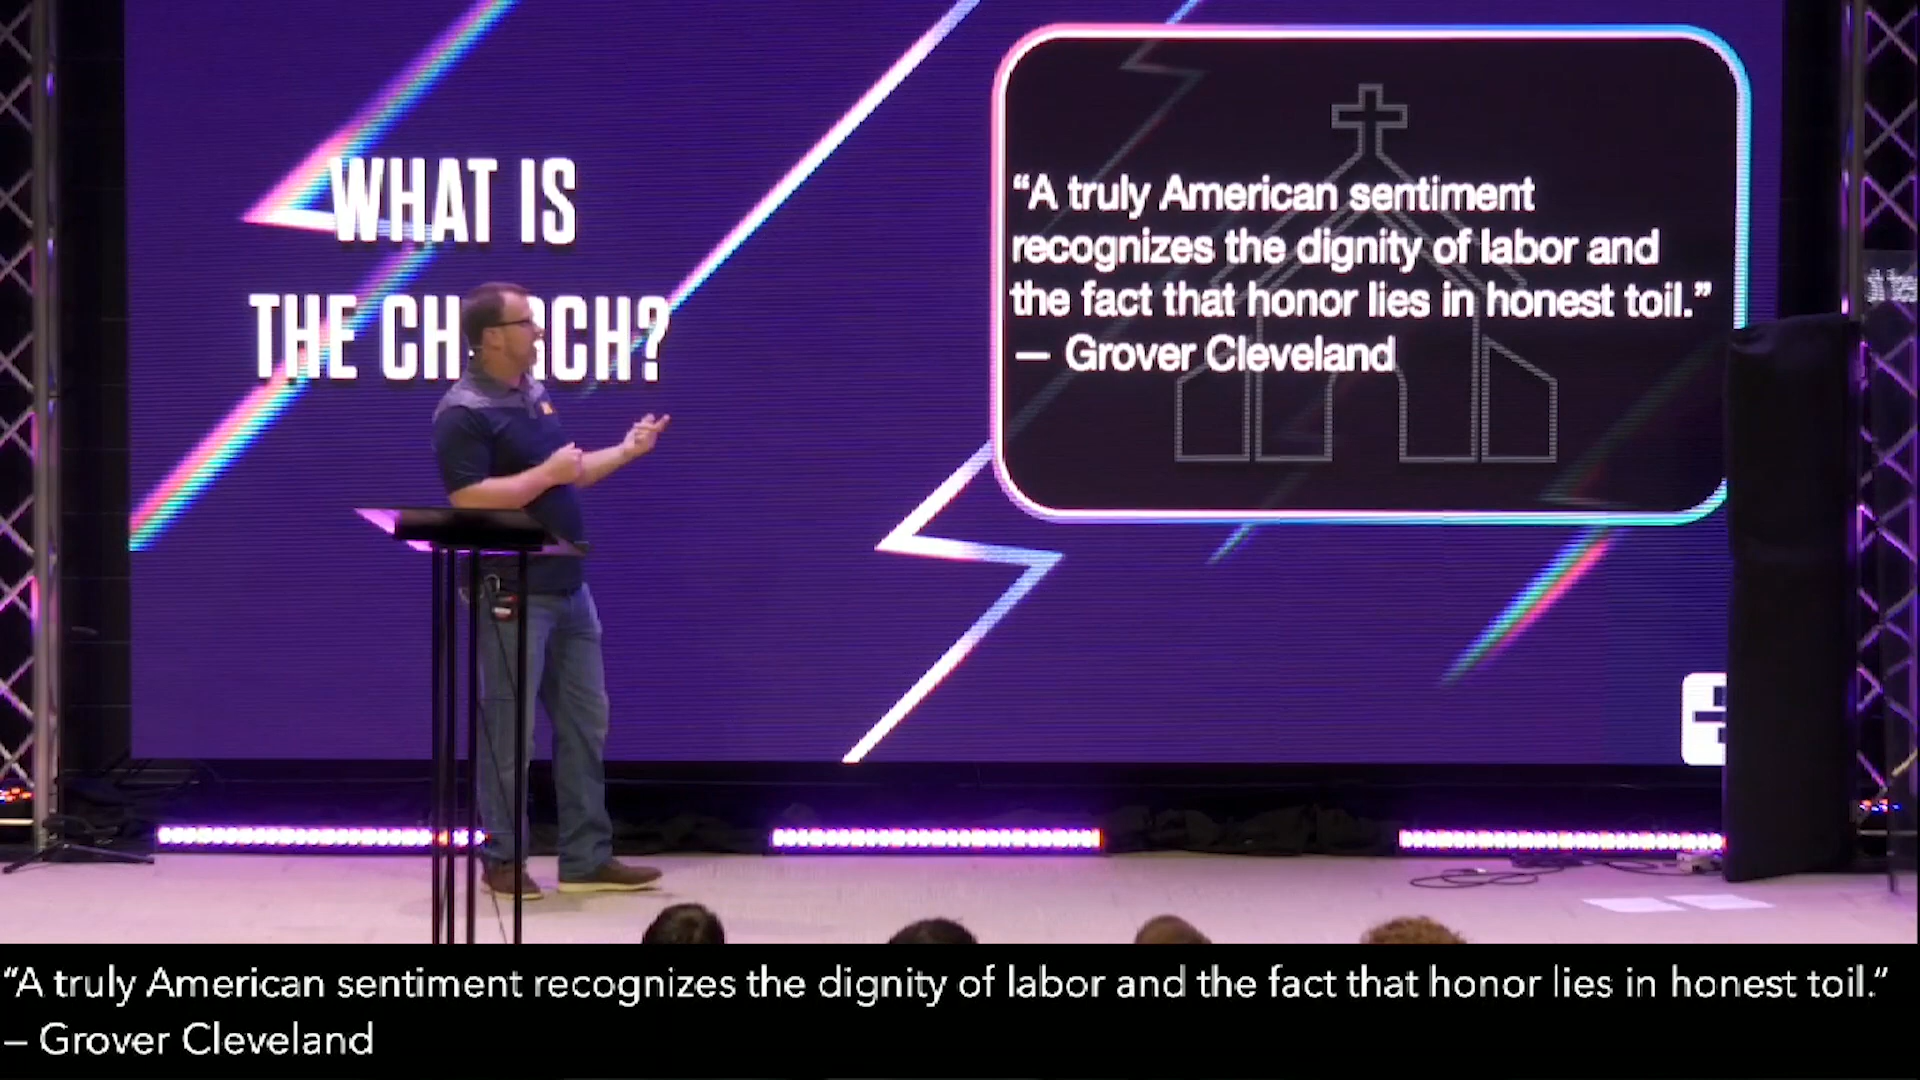 WHAT IS
THE CHURCH?
“A truly American sentiment
recognizes the dignity of labor and
the fact that honor lies in honest toil.”
— Grover Cleveland
“A truly American sentiment recognizes the dignity of labor and the fact that honor lies in honest toil.”
– Grover Cleveland